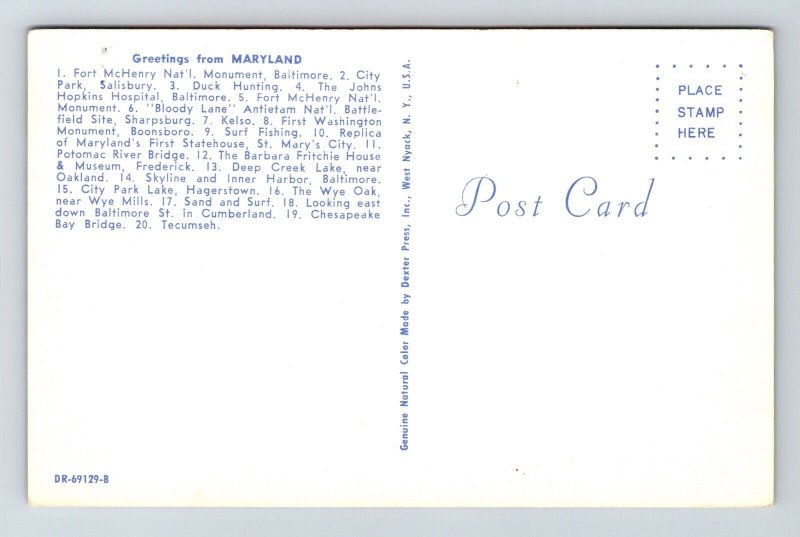 Greetings from MARYLAND
1. Fort McHenry Nat'l. Monument, Baltimore. 2. City
Park, Salisbury. 3. Duck Hunting. 4. The Johns
Hopkins Hospital, Baltimore. 5. Fort McHenry Nat'l.
Monument. 6. "Bloody Lane" Antietam Nat'l. Battle-
field Site, Sharpsburg. 7. Kelso. 8. First Washington
Monument, Boonsboro. 9. Surf Fishing. 10. Replica
of Maryland's First Statehouse, St. Mary's City. 11.
Potomac River Bridge. 12. The Barbara Fritchie House
& Museum, Frederick. 13. Deep Creek Lake, near
Oakland. 14. Skyline and Inner Harbor, Baltimore.
15. City Park Lake, Hagerstown. 16. The Wye Oak,
near Wye Mills. 17. Sand and Surf. 18. Looking east
down Baltimore St. in Cumberland. 19. Chesapeake
Bay Bridge. 20. Tecumseh.
DR-69129-B
Genuine Natural Color Made by Dexter Press, Inc., West Nyack, N. Y., U.S.A.
PLACE
STAMP
HERE
Post Card